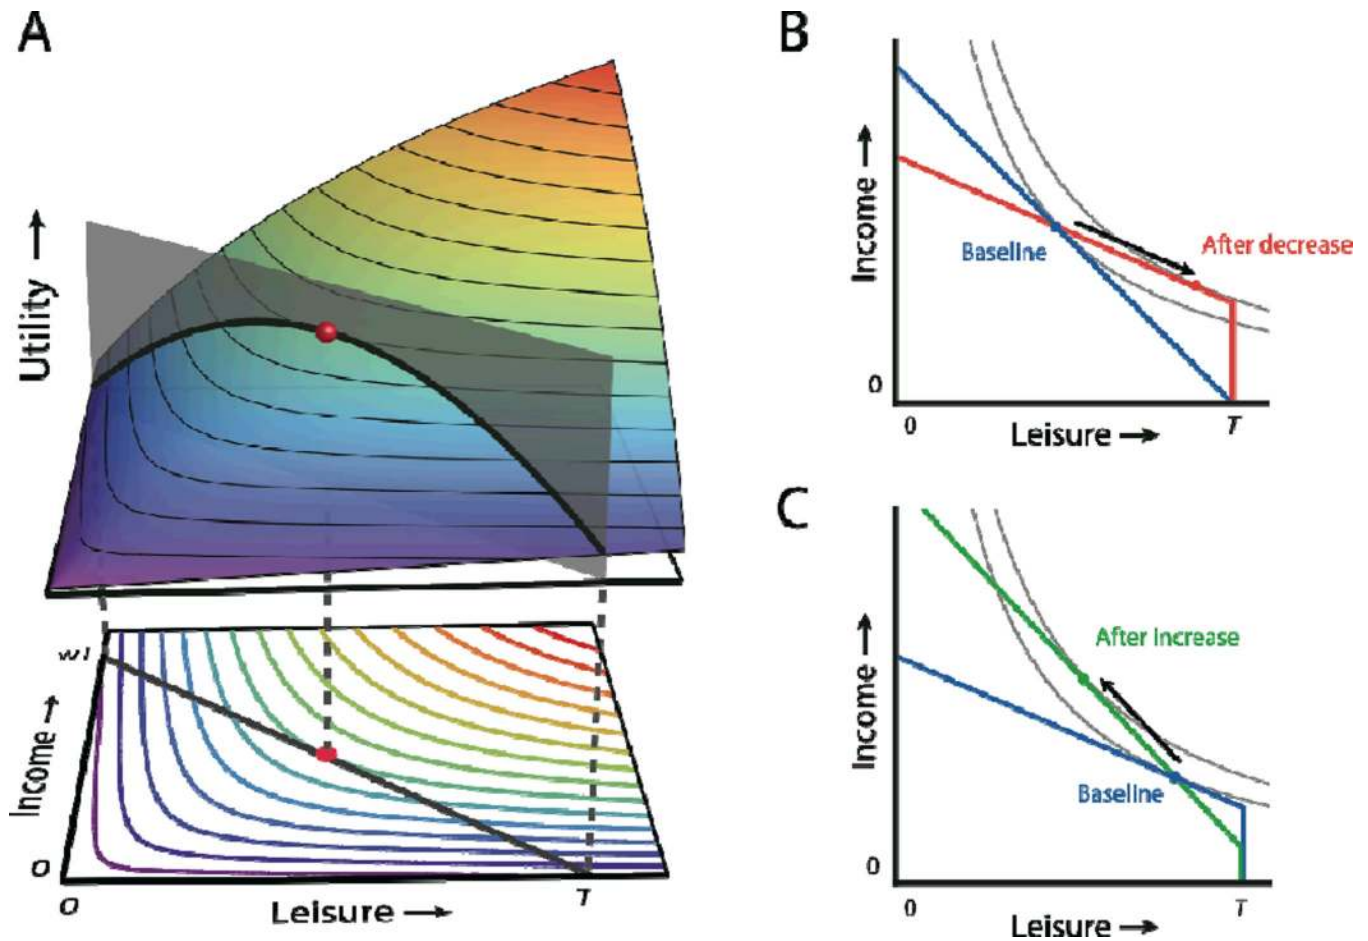 A
Utility →
wT
Income →
0
0
Leisure →
T
B
Income →
Baseline
After decrease
0
0
Leisure →
T
C
Income →
After increase
Baseline
0
0
Leisure →
T